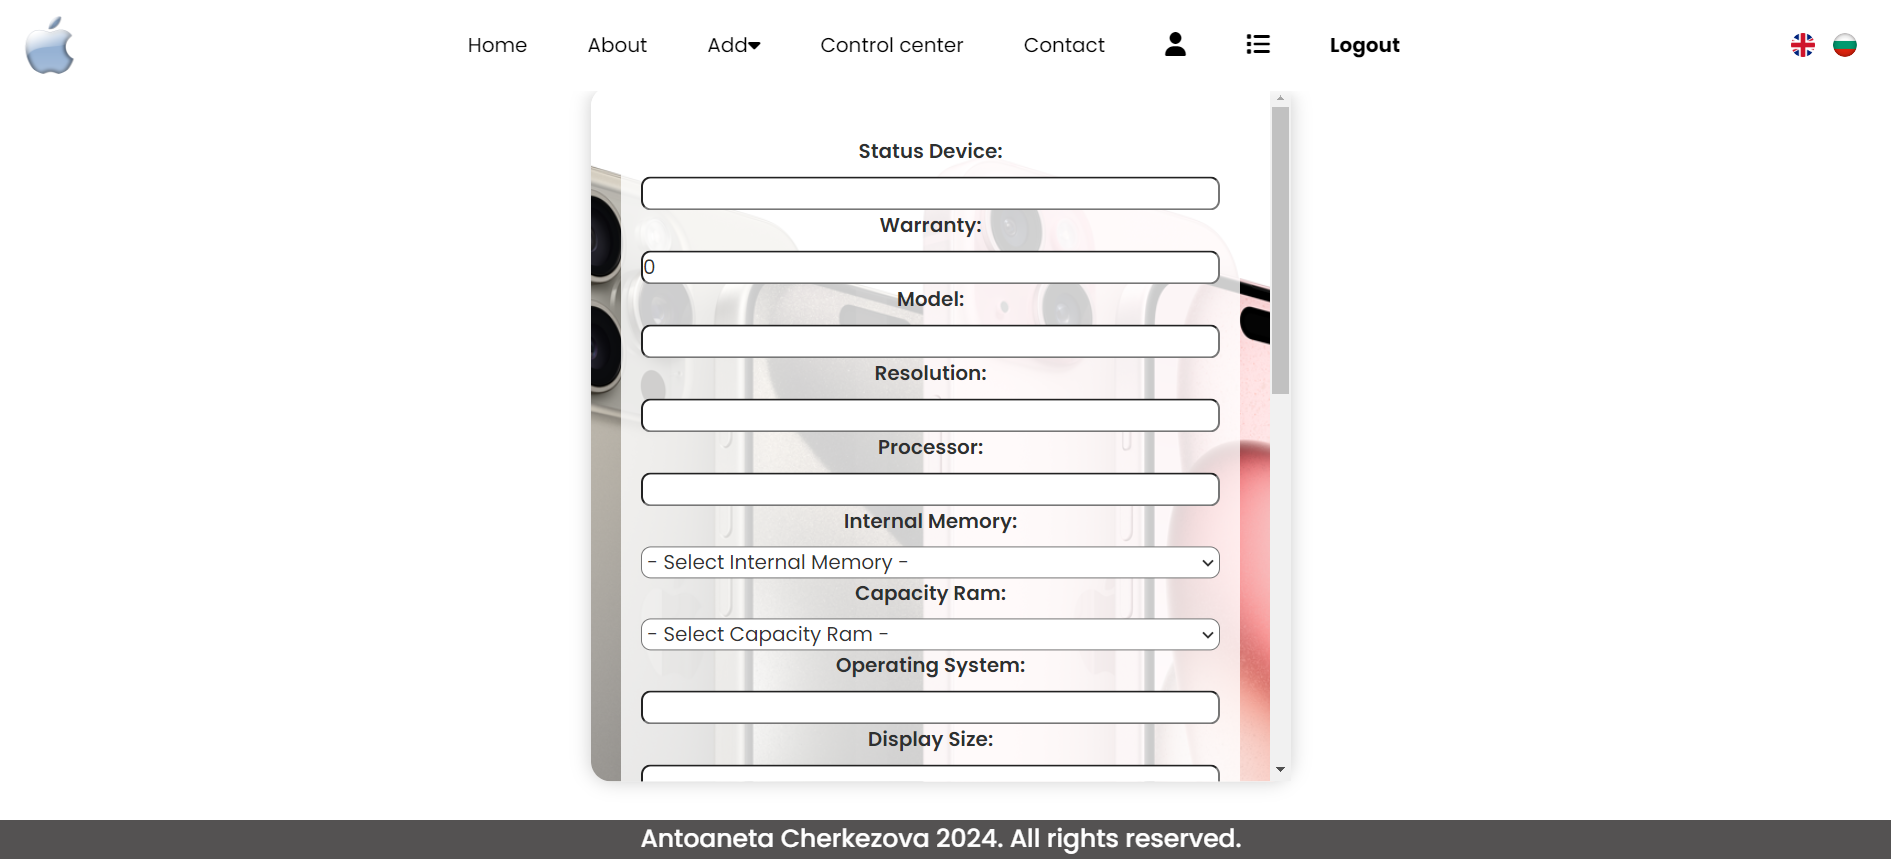 Home About Add Control center Contact Logout
Status Device:
Warranty:
0
Model:
Resolution:
Processor:
Internal Memory:
- Select Internal Memory -
Capacity Ram:
- Select Capacity Ram -
Operating System:
Display Size:
Antoaneta Cherkezova 2024. All rights reserved.